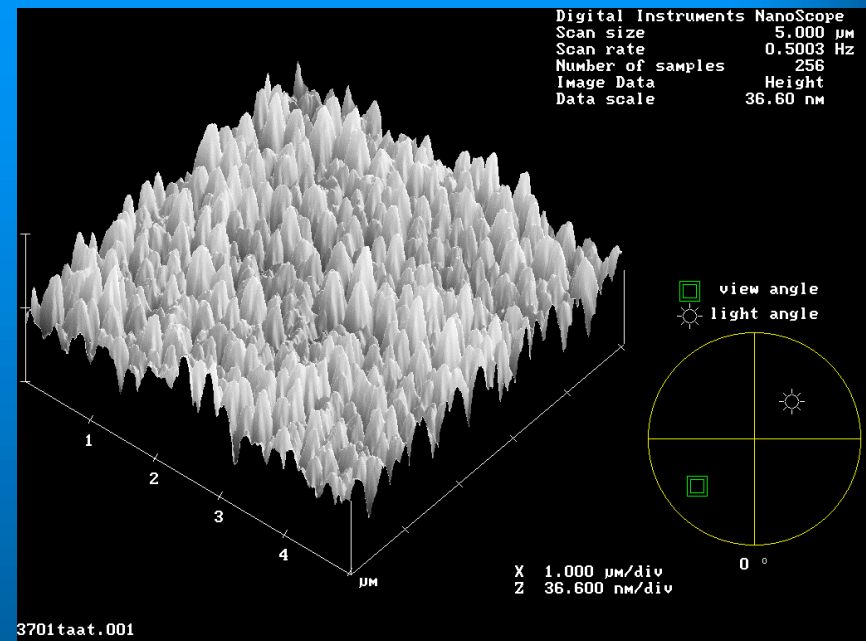 Digital Instruments NanoScope
Scan size 5.000 µm
Scan rate 0.5003 Hz
Number of samples 256
Image Data Height
Data scale 36.60 nm
view angle
light angle
1
2
3
4
µm
0 °
X 1.000 µm/div
Z 36.600 nm/div
3701taat.001